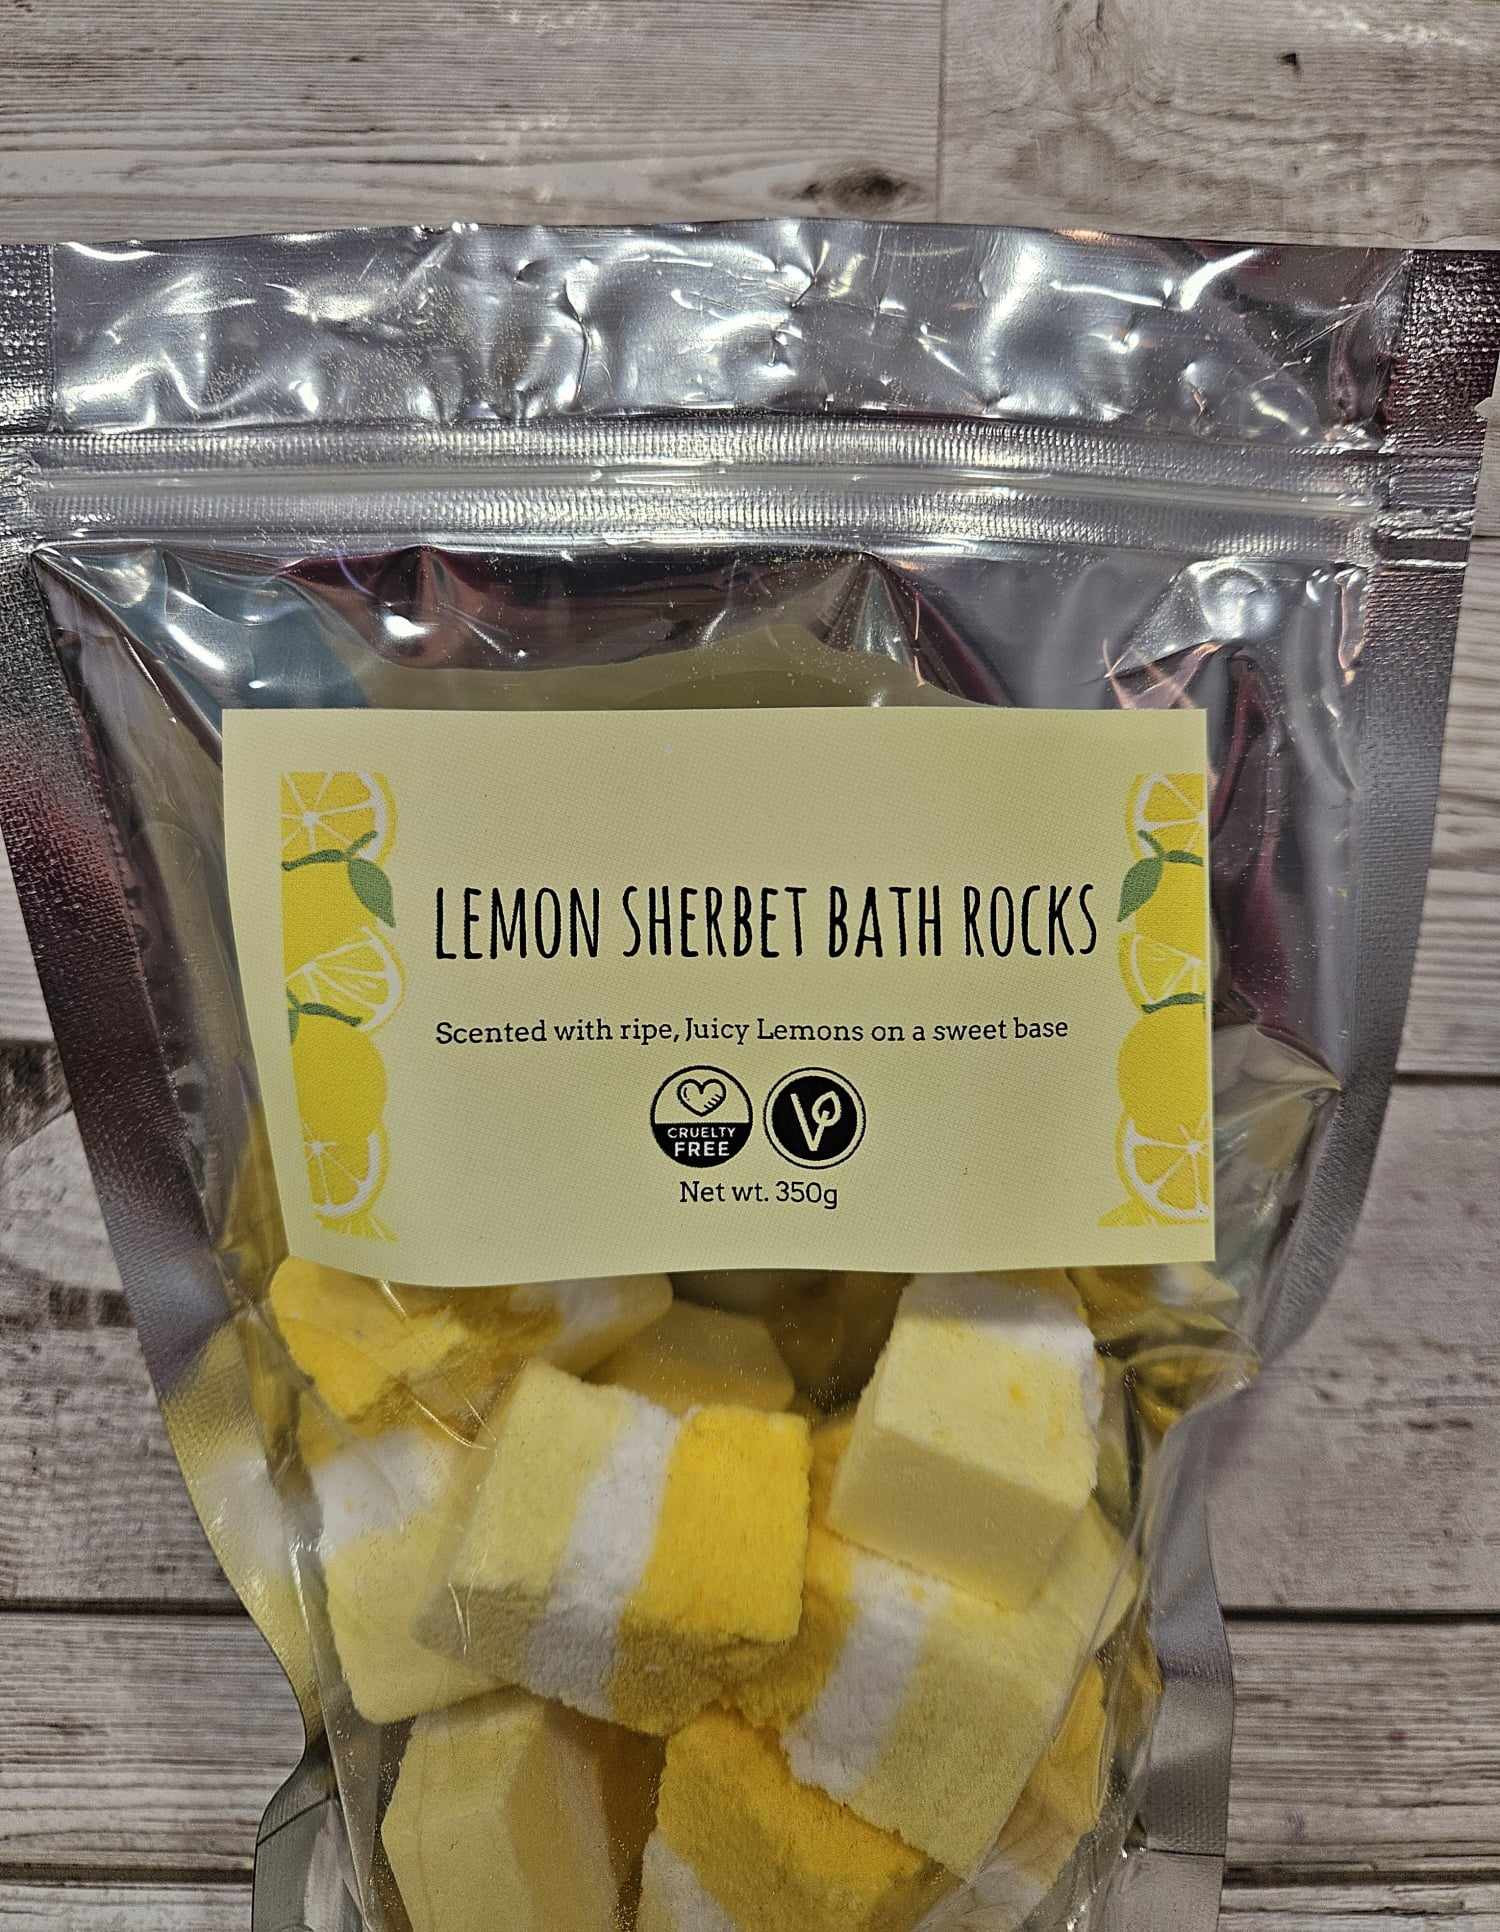 LEMON SHERBET BATH ROCKS
Scented with ripe, Juicy Lemons on a sweet base
CRUELTY
FREE
V
Net wt. 350g